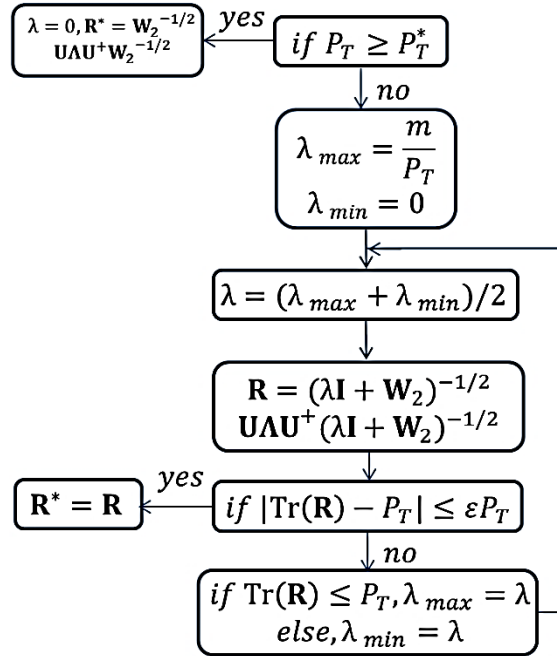 λ = 0, R* = W₂⁻¹/²
UΛU⁺W₂⁻¹/²
yes
if P_T ≥ P_T^*
no
λ_max = m/P_T
λ_min = 0
λ = (λ_max + λ_min)/2
R = (λI + W₂)⁻¹/²
UΛU⁺(λI + W₂)⁻¹/²
yes
R* = R
if |Tr(R) − P_T| ≤ εP_T
no
if Tr(R) ≤ P_T, λ_max = λ
else, λ_min = λ